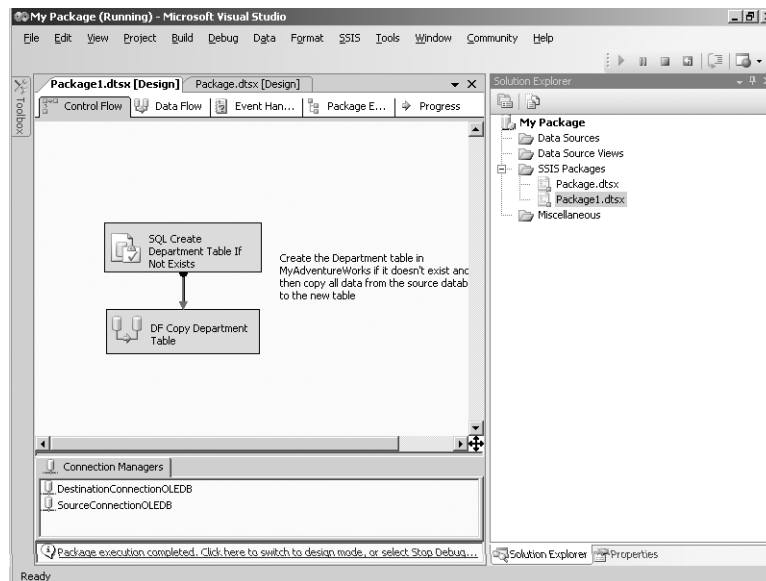 My Package (Running) - Microsoft Visual Studio
File Edit View Project Build Debug Data Format SSIS Tools Window Community Help
Toolbox
Package1.dtsx [Design] Package.dtsx [Design]
Control Flow Data Flow Event Han... Package E... Progress
SQL Create
Department Table If
Not Exists
Create the Department table in
MyAdventureWorks if it doesn't exist and
then copy all data from the source datab
to the new table
DF Copy Department
Table
Connection Managers
DestinationConnectionOLEDB
SourceConnectionOLEDB
Package execution completed. Click here to switch to design mode, or select Stop Debug...
Solution Explorer
My Package
Data Sources
Data Source Views
SSIS Packages
Package.dtsx
Package1.dtsx
Miscellaneous
Solution Explorer Properties
Ready